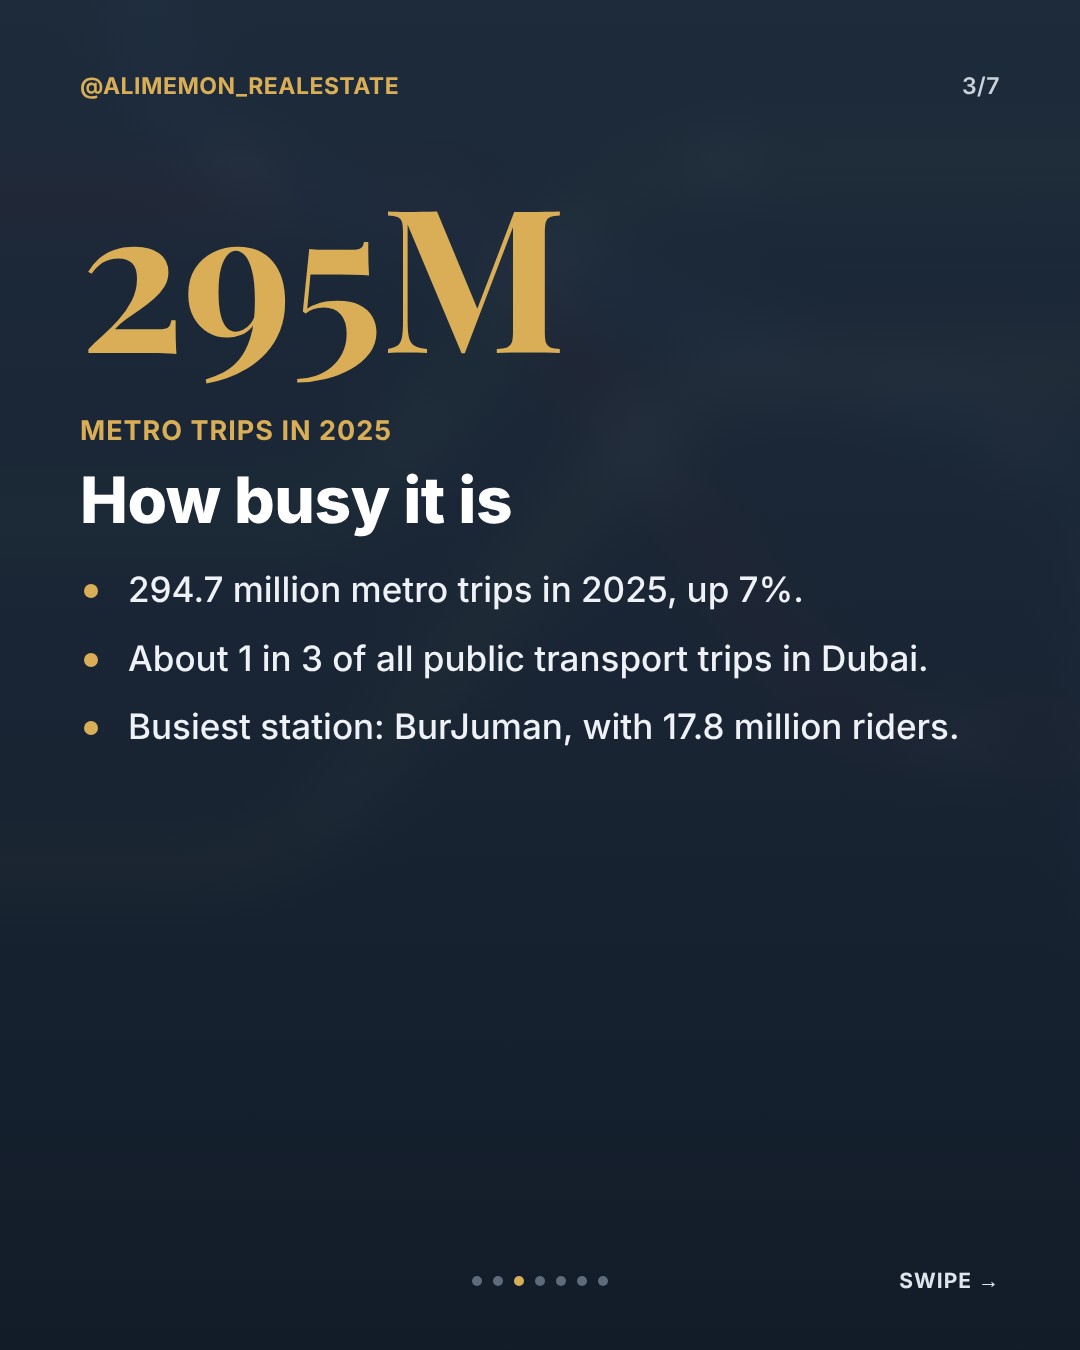 @ALIMEMON_REALESTATE
3/7
295M
METRO TRIPS IN 2025
How busy it is
• 294.7 million metro trips in 2025, up 7%.
• About 1 in 3 of all public transport trips in Dubai.
• Busiest station: BurJuman, with 17.8 million riders.
SWIPE →